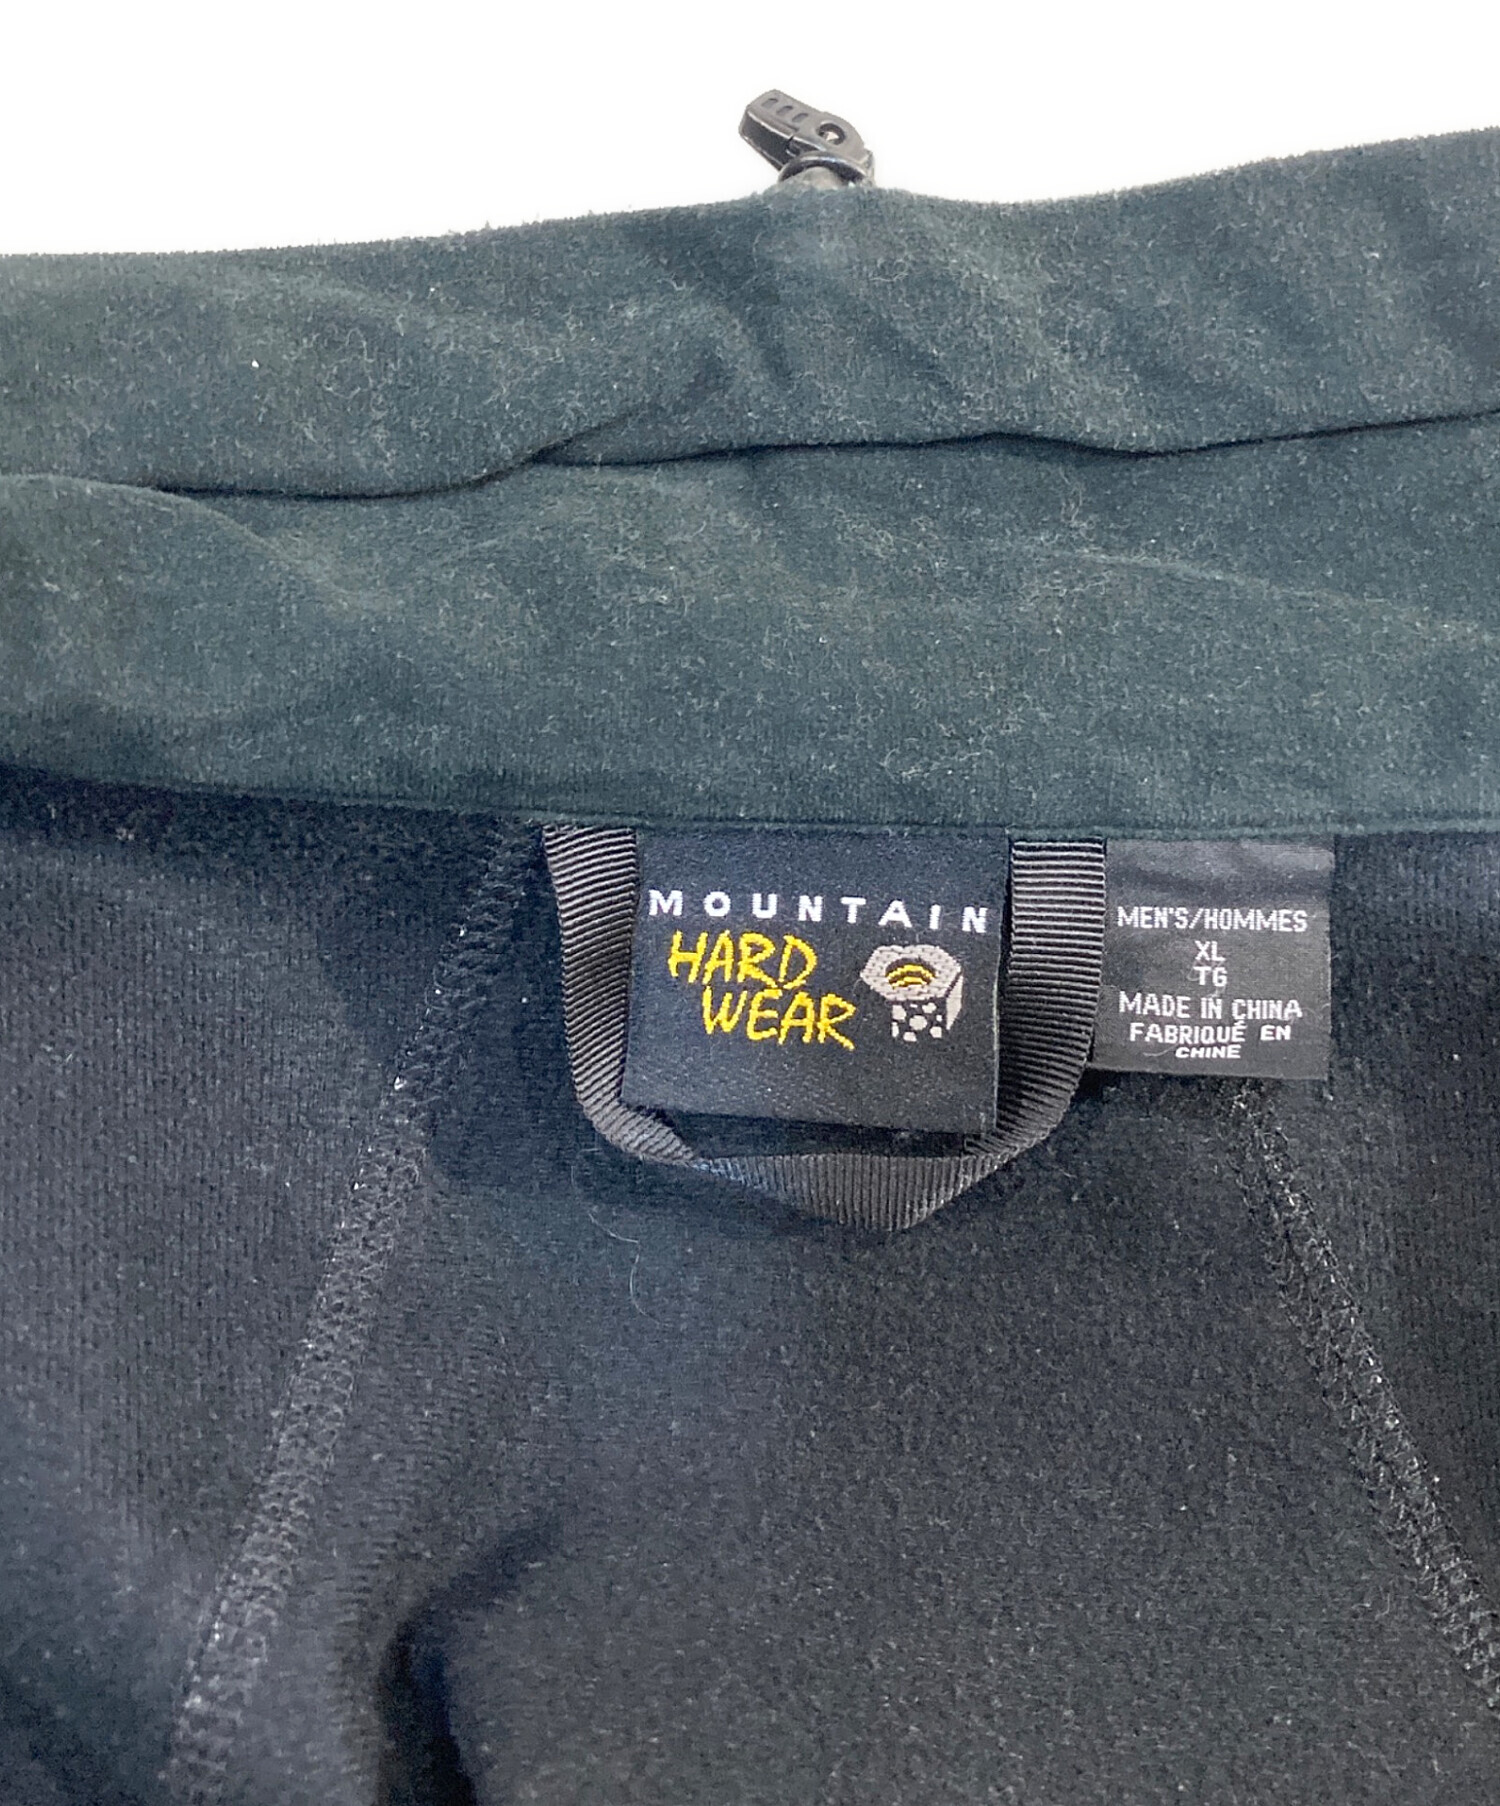 MOUNTAIN
HARD
WEAR
MEN'S/HOMMES
XL
TG
MADE IN CHINA
FABRIQUÉ EN
CHINE